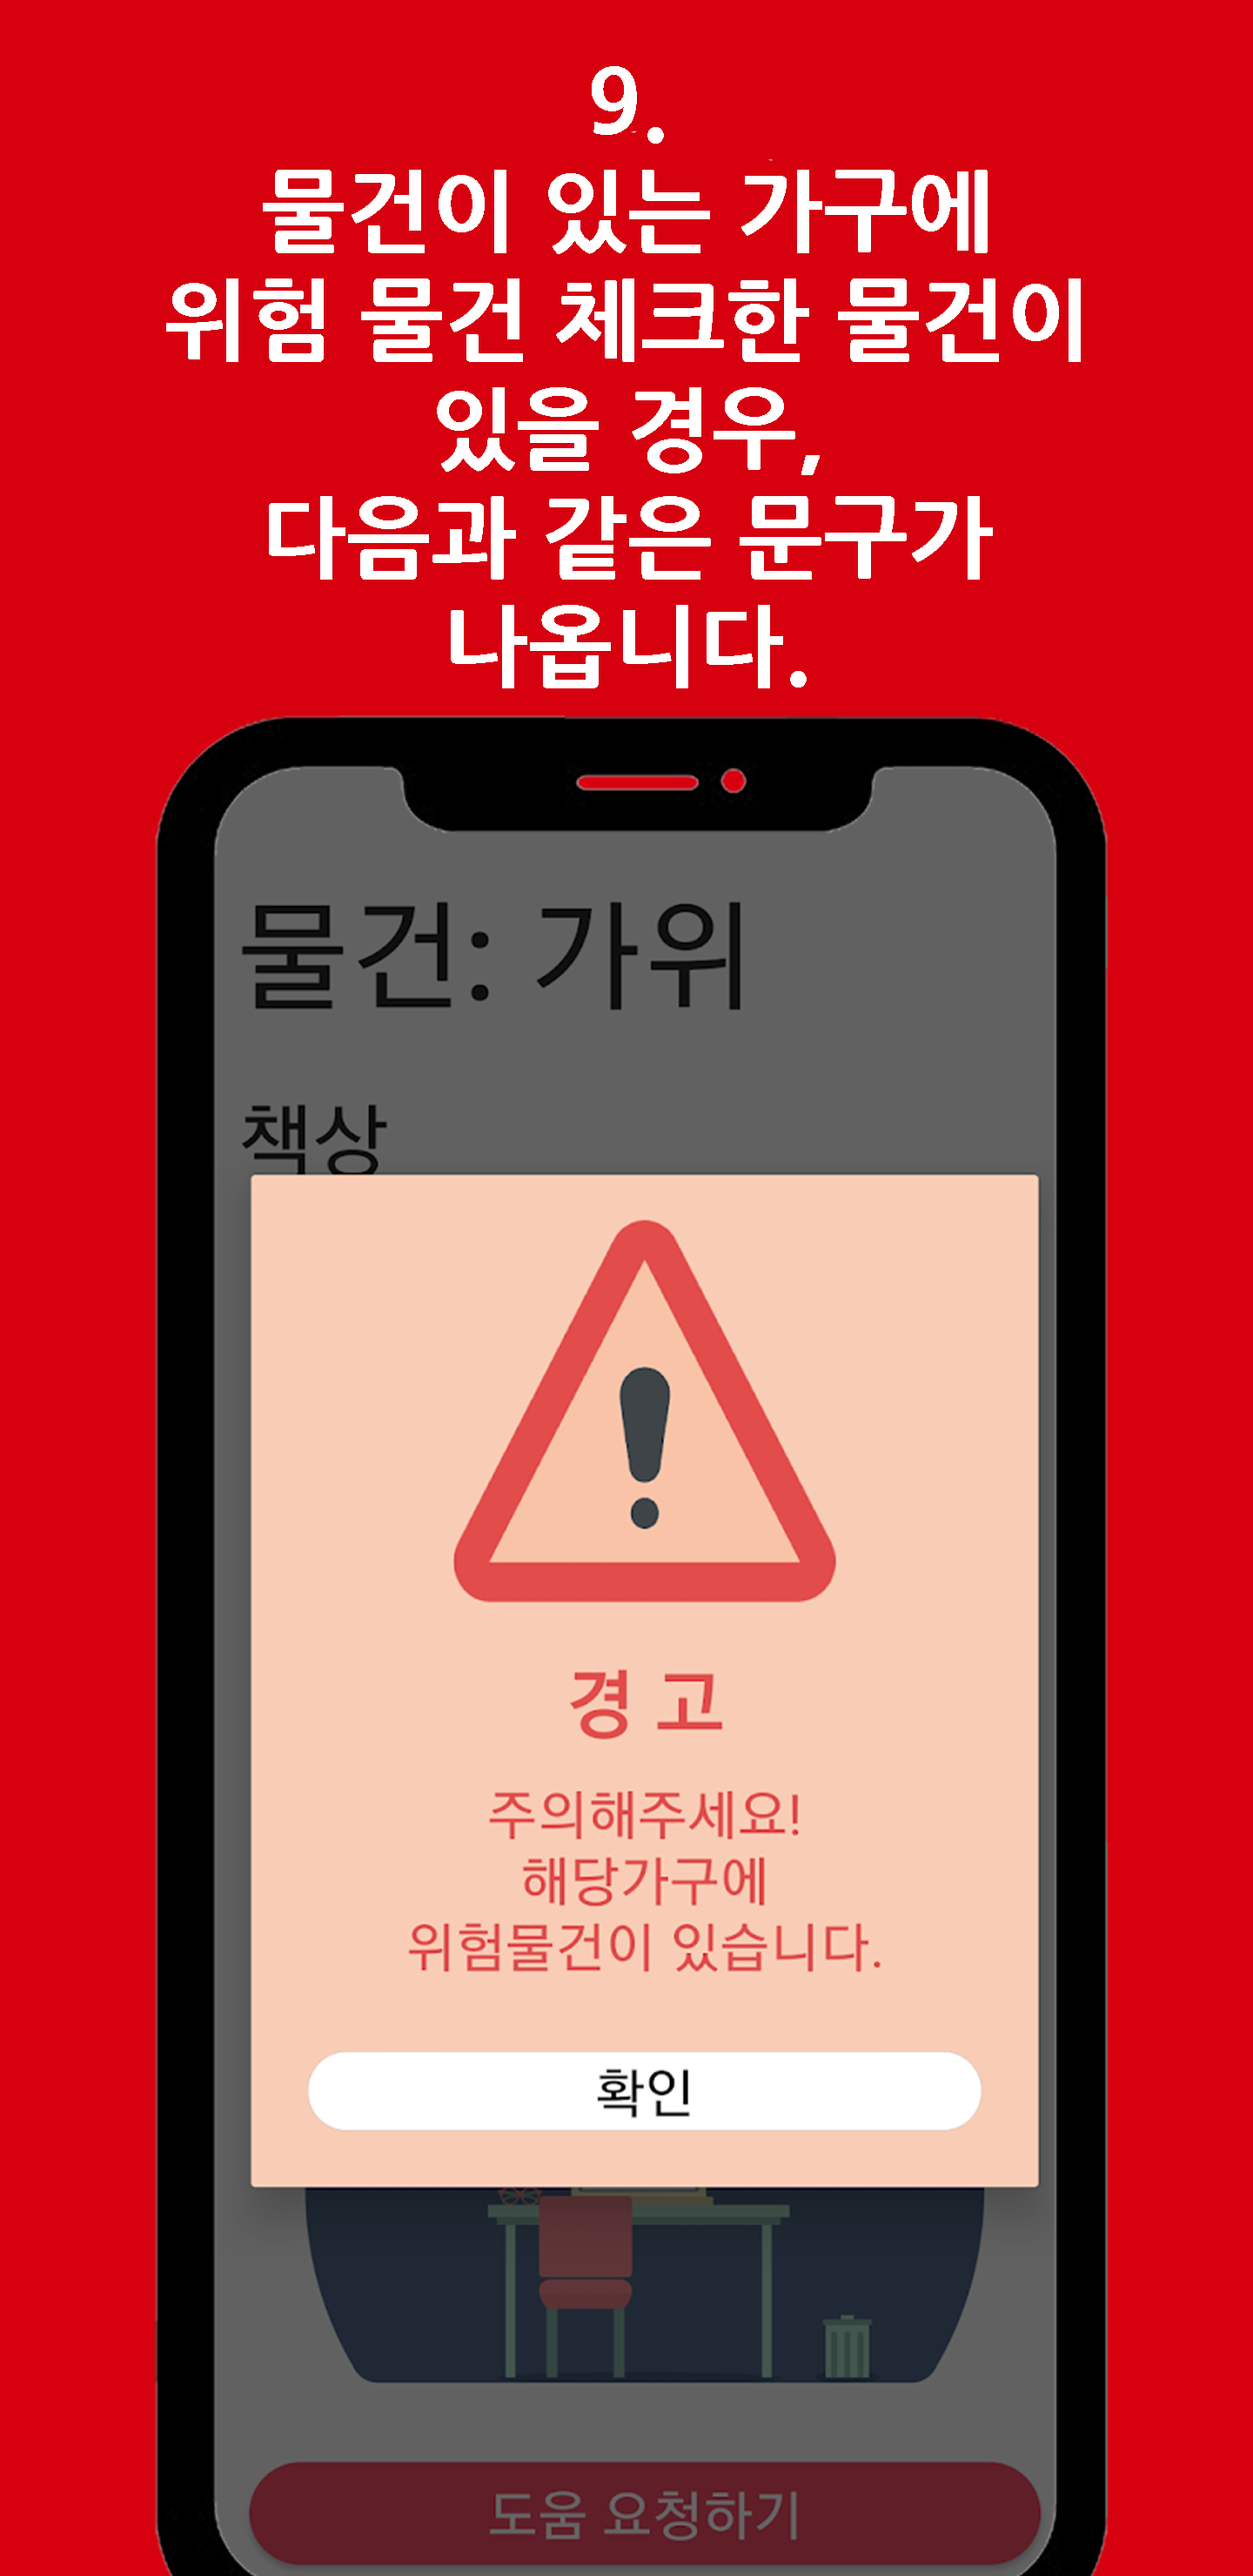 9.
물건이 있는 가구에
위험 물건 체크한 물건이
있을 경우,
다음과 같은 문구가
나옵니다.
물건: 가위
책상
경 고
주의해주세요!
해당가구에
위험물건이 있습니다.
확인
도움 요청하기